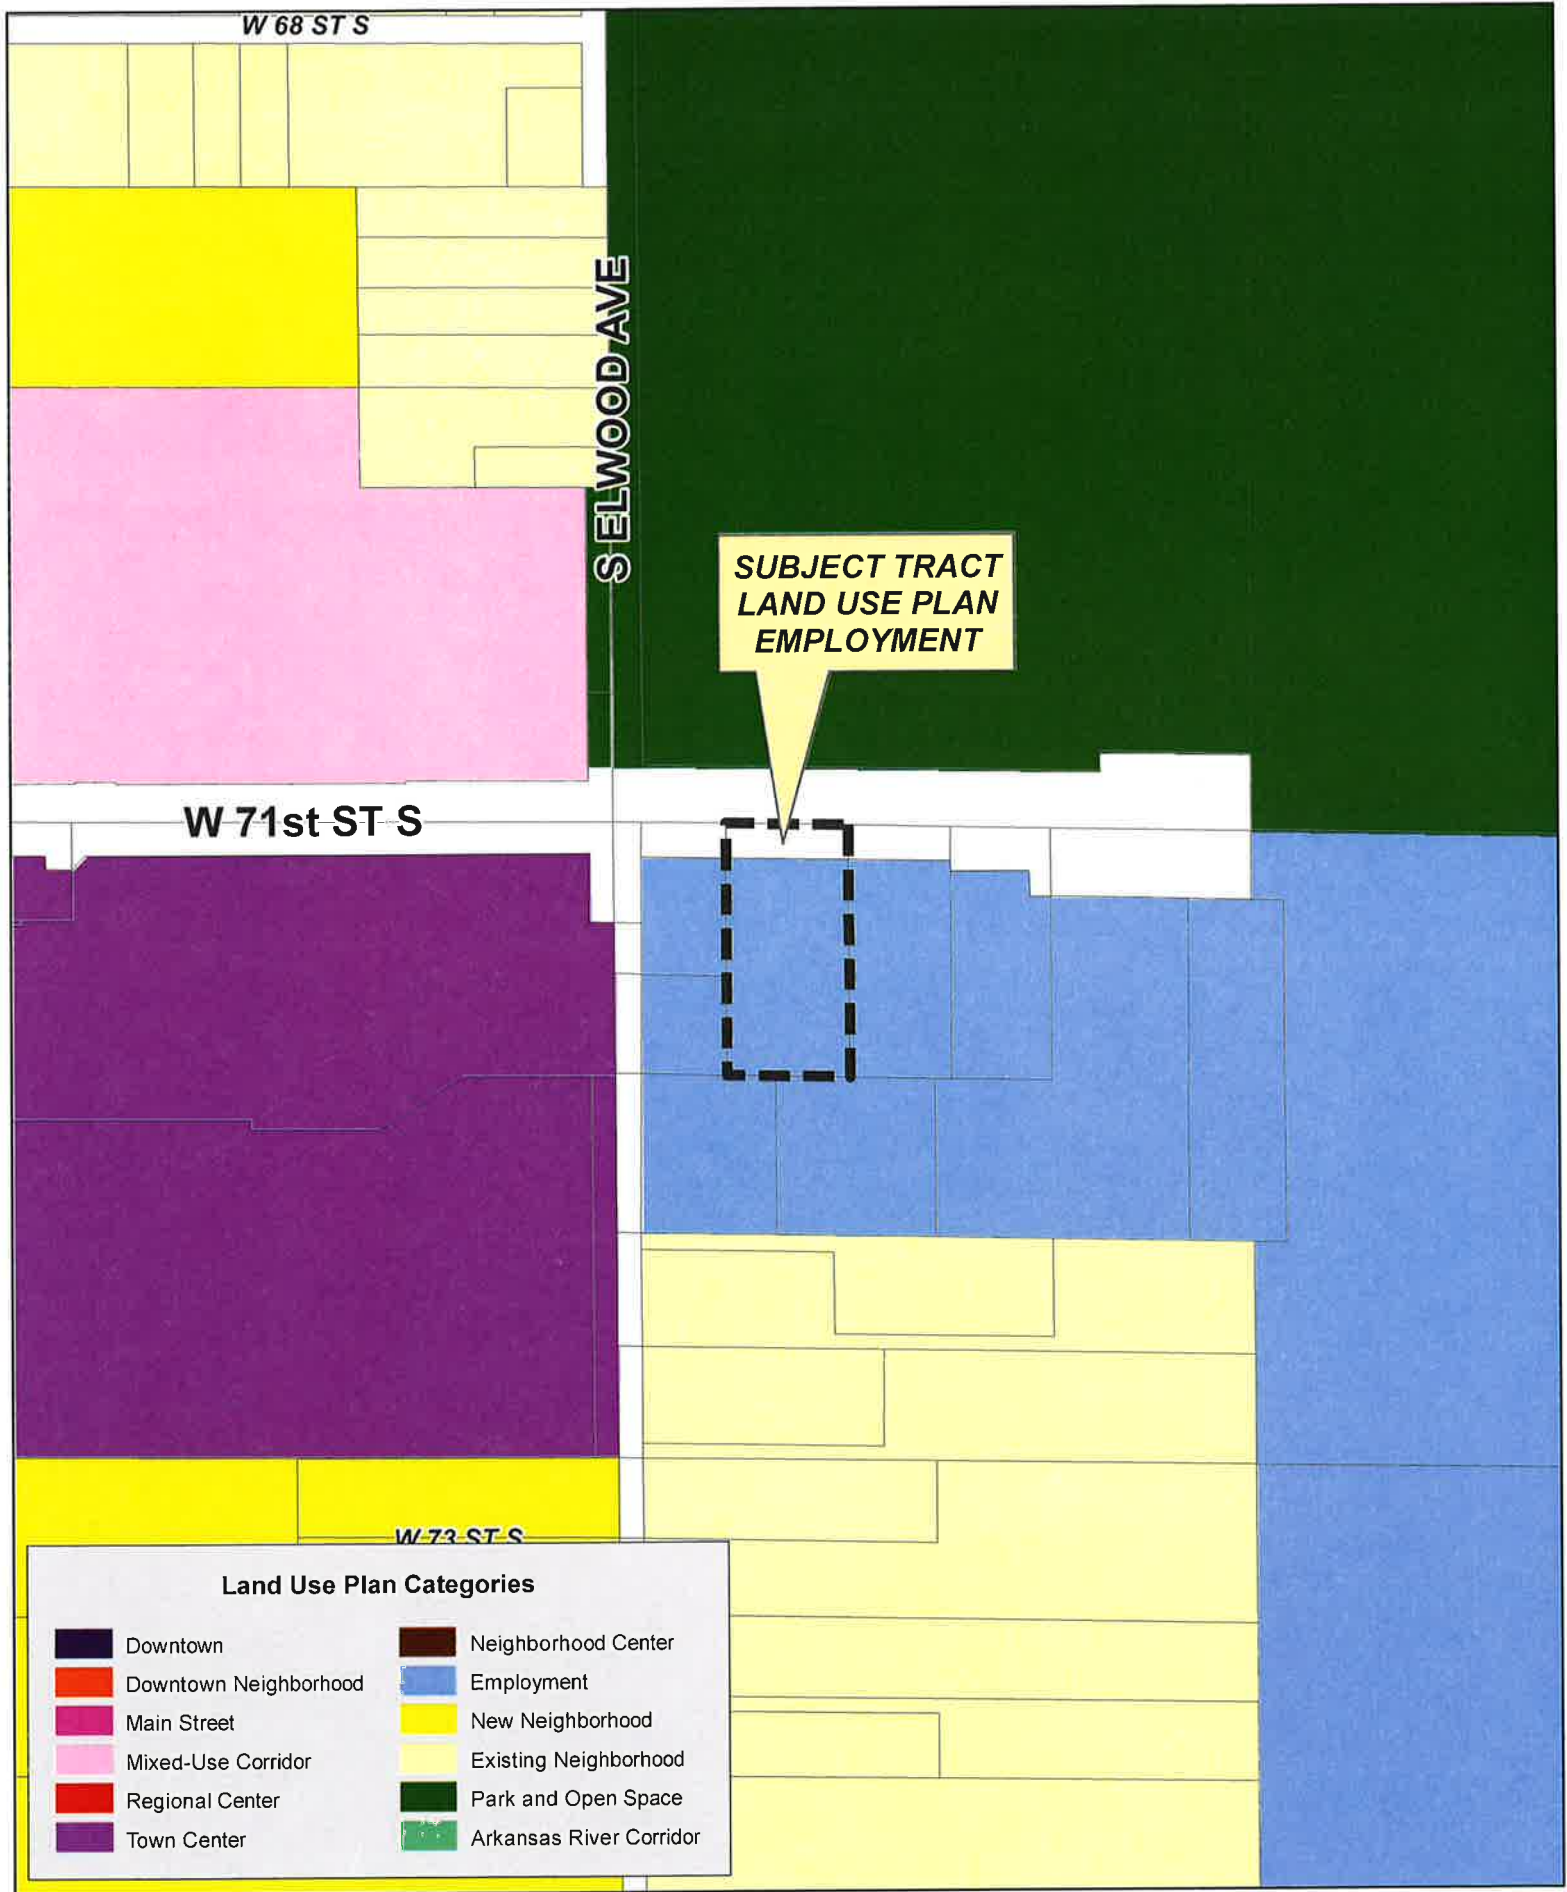 W 68 ST S
S ELWOOD AVE
SUBJECT TRACT
LAND USE PLAN
EMPLOYMENT
W 71st ST S
W 73 ST S
Land Use Plan Categories
Downtown
Downtown Neighborhood
Main Street
Mixed-Use Corridor
Regional Center
Town Center
Neighborhood Center
Employment
New Neighborhood
Existing Neighborhood
Park and Open Space
Arkansas River Corridor